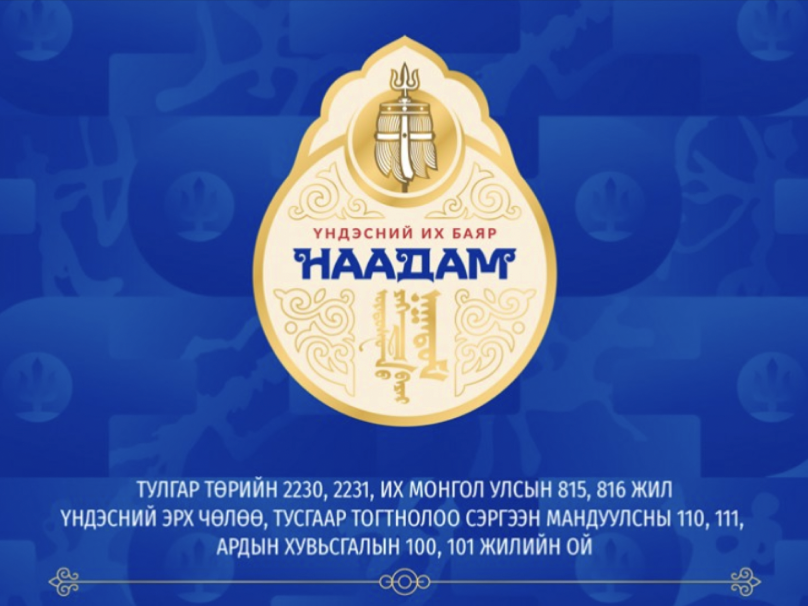 ҮНДЭСНИЙ ИХ БАЯР
НААДАМ
ТУЛГАР ТӨРИЙН 2230, 2231, ИХ МОНГОЛ УЛСЫН 815, 816 ЖИЛ
ҮНДЭСНИЙ ЭРХ ЧӨЛӨӨ, ТУСГААР ТОГТНОЛОО СЭРГЭЭН МАНДУУЛСНЫ 110, 111,
АРДЫН ХУВЬСГАЛЫН 100, 101 ЖИЛИЙН ОЙ